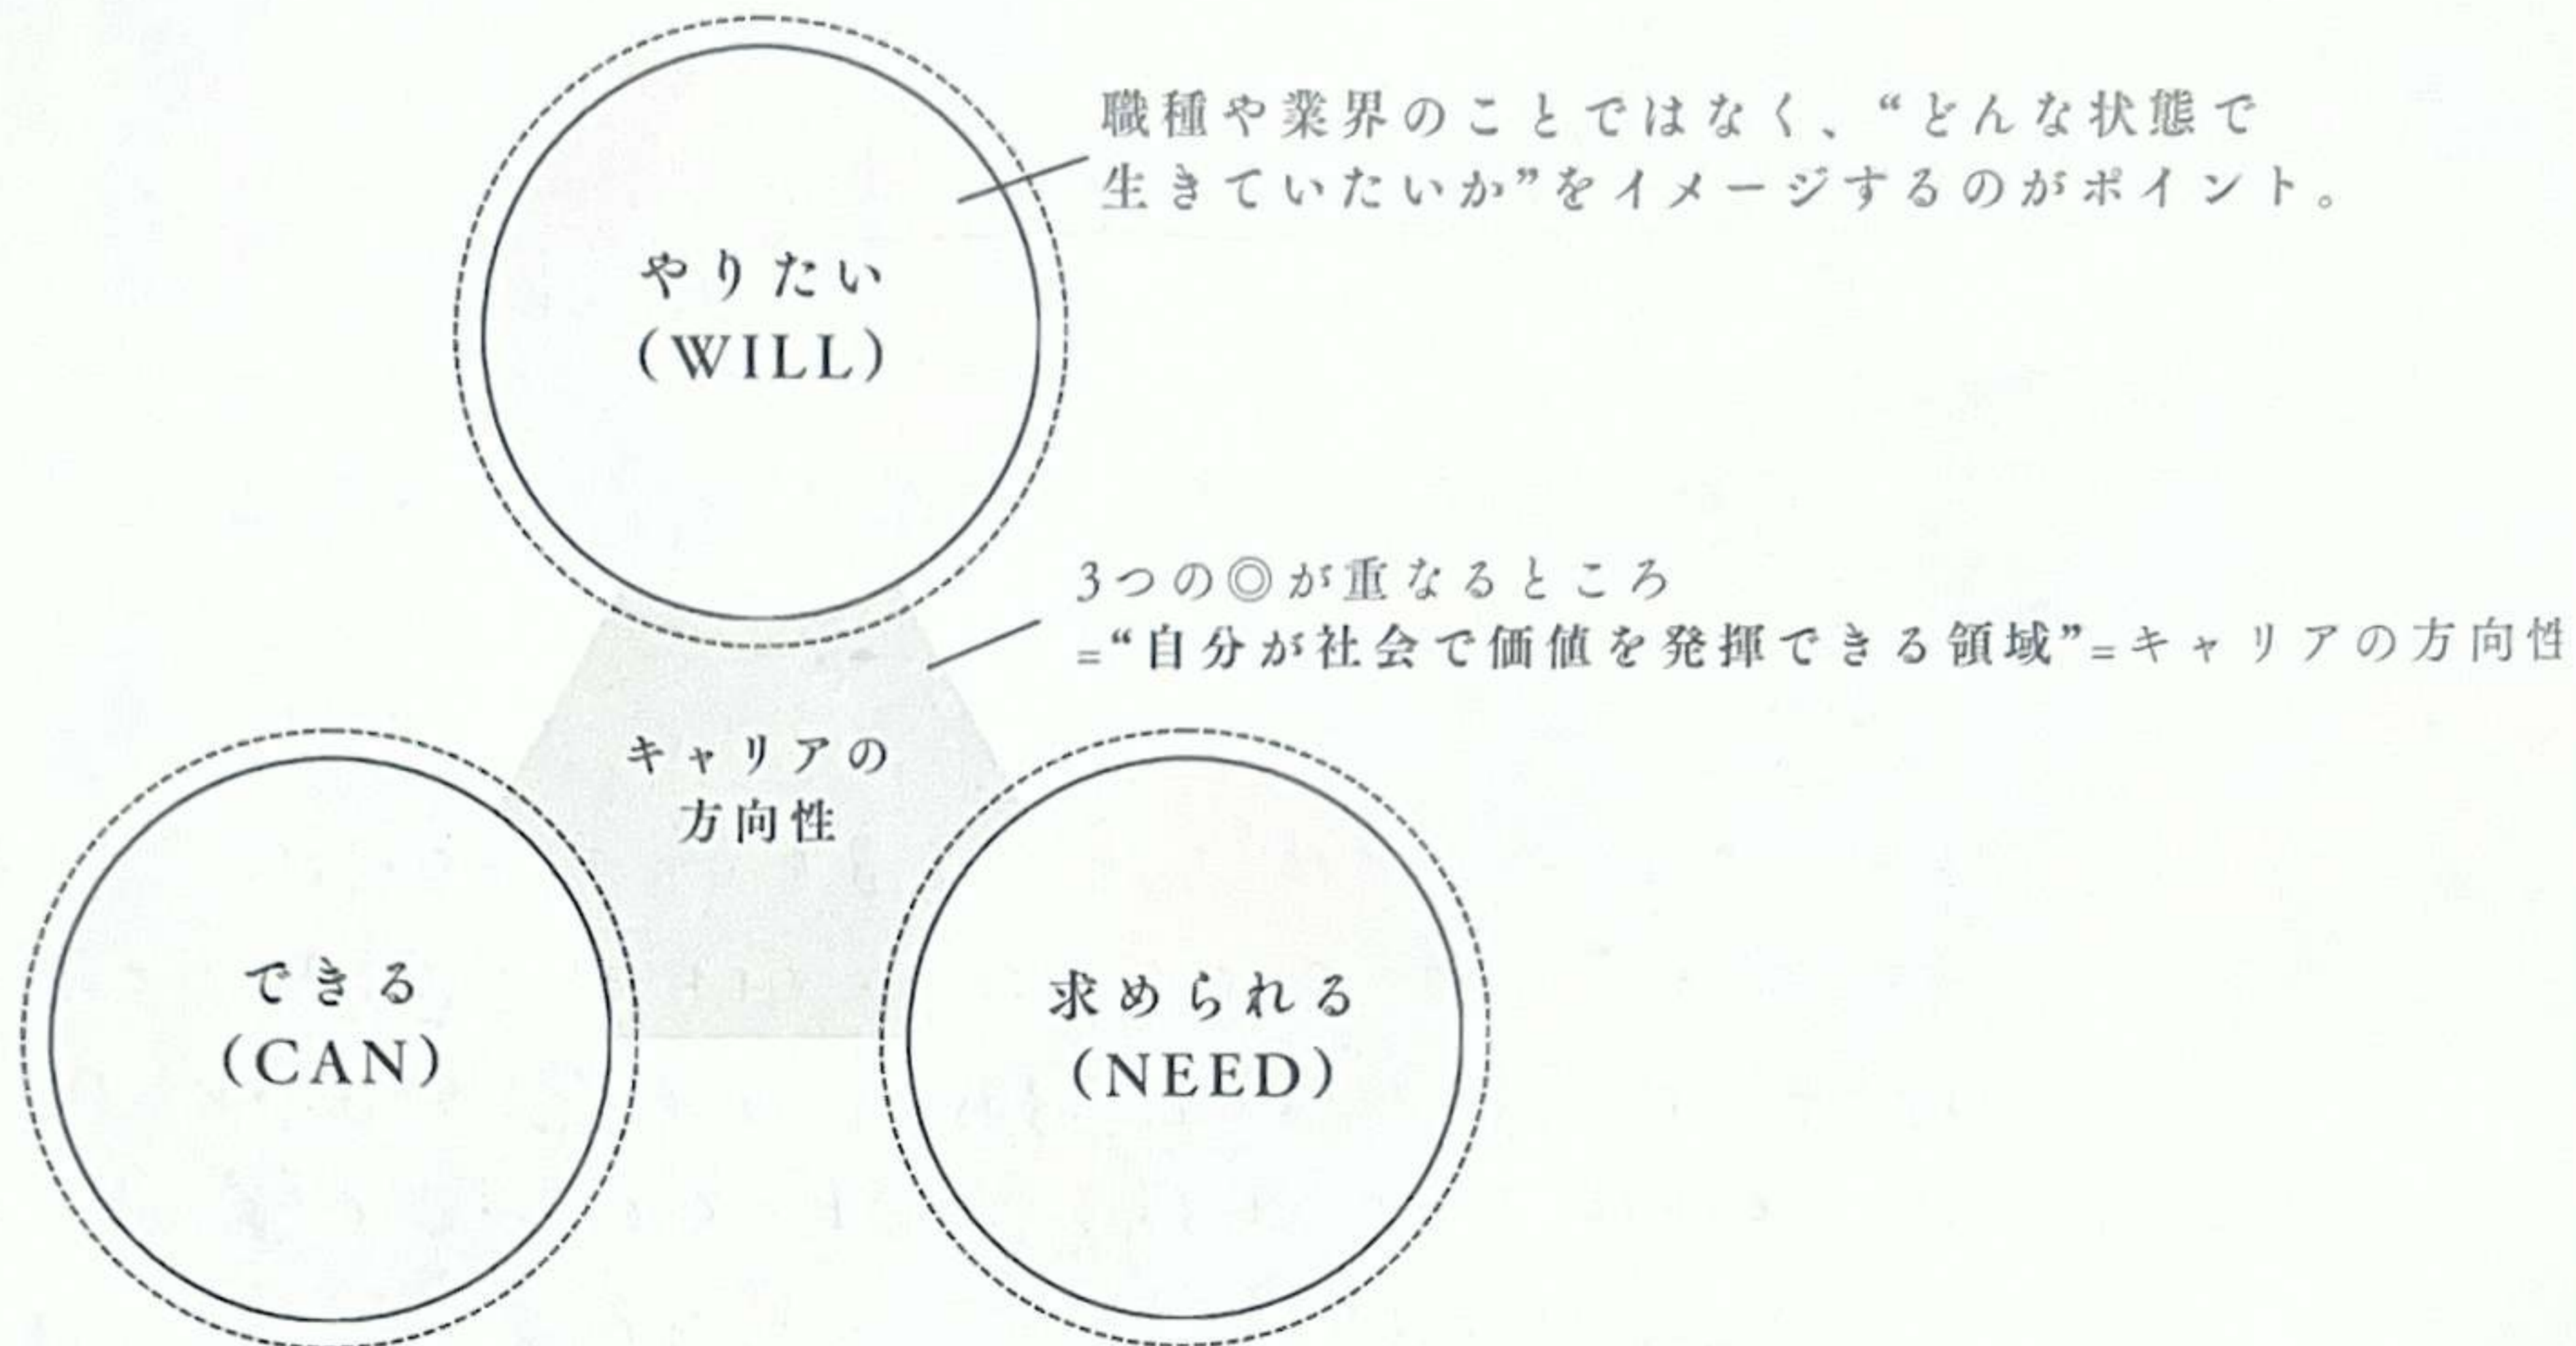 職種や業界のことではなく、“どんな状態で
生きていたいか”をイメージするのがポイント。
やりたい
(WILL)
3つの◎が重なるところ
=“自分が社会で価値を発揮できる領域”=キャリアの方向性
キャリアの
方向性
できる
(CAN)
求められる
(NEED)